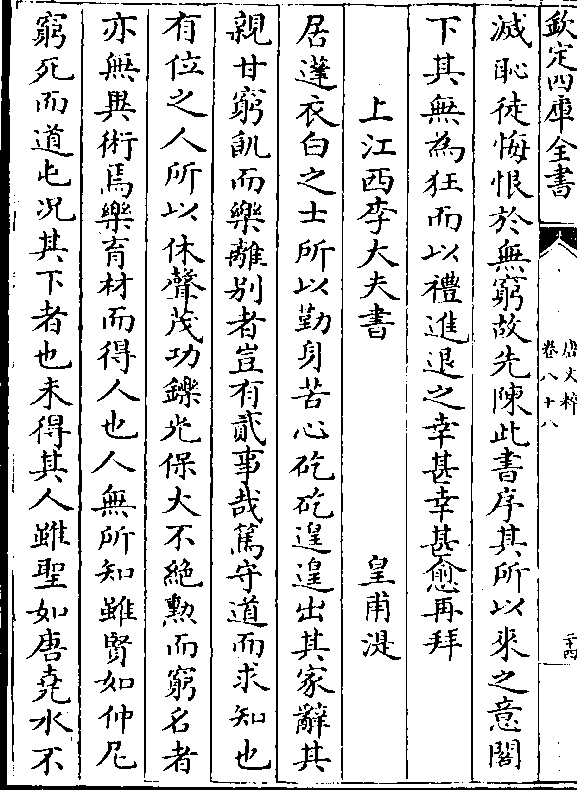 欽定四庫全書
唐文粹
卷八十八
二十四
滅恥徒悔恨於無窮故先陳此書序其所以來之意閣
下其無為狂而以禮進退之幸甚幸甚愈再拜
上江西李大夫書 皇甫湜
居蓬衣白之士所以勤身苦心矻矻遑遑出其家辭其
親甘窮飢而樂離別者豈有貳事哉篤守道而求知也
有位之人所以休聲茂功鑠光保大不絶勲而窮名者
亦無異術焉樂育材而得人也人無所知雖賢如仲尼
窮死而道屯况其下者也未得其人雖聖如唐堯水不